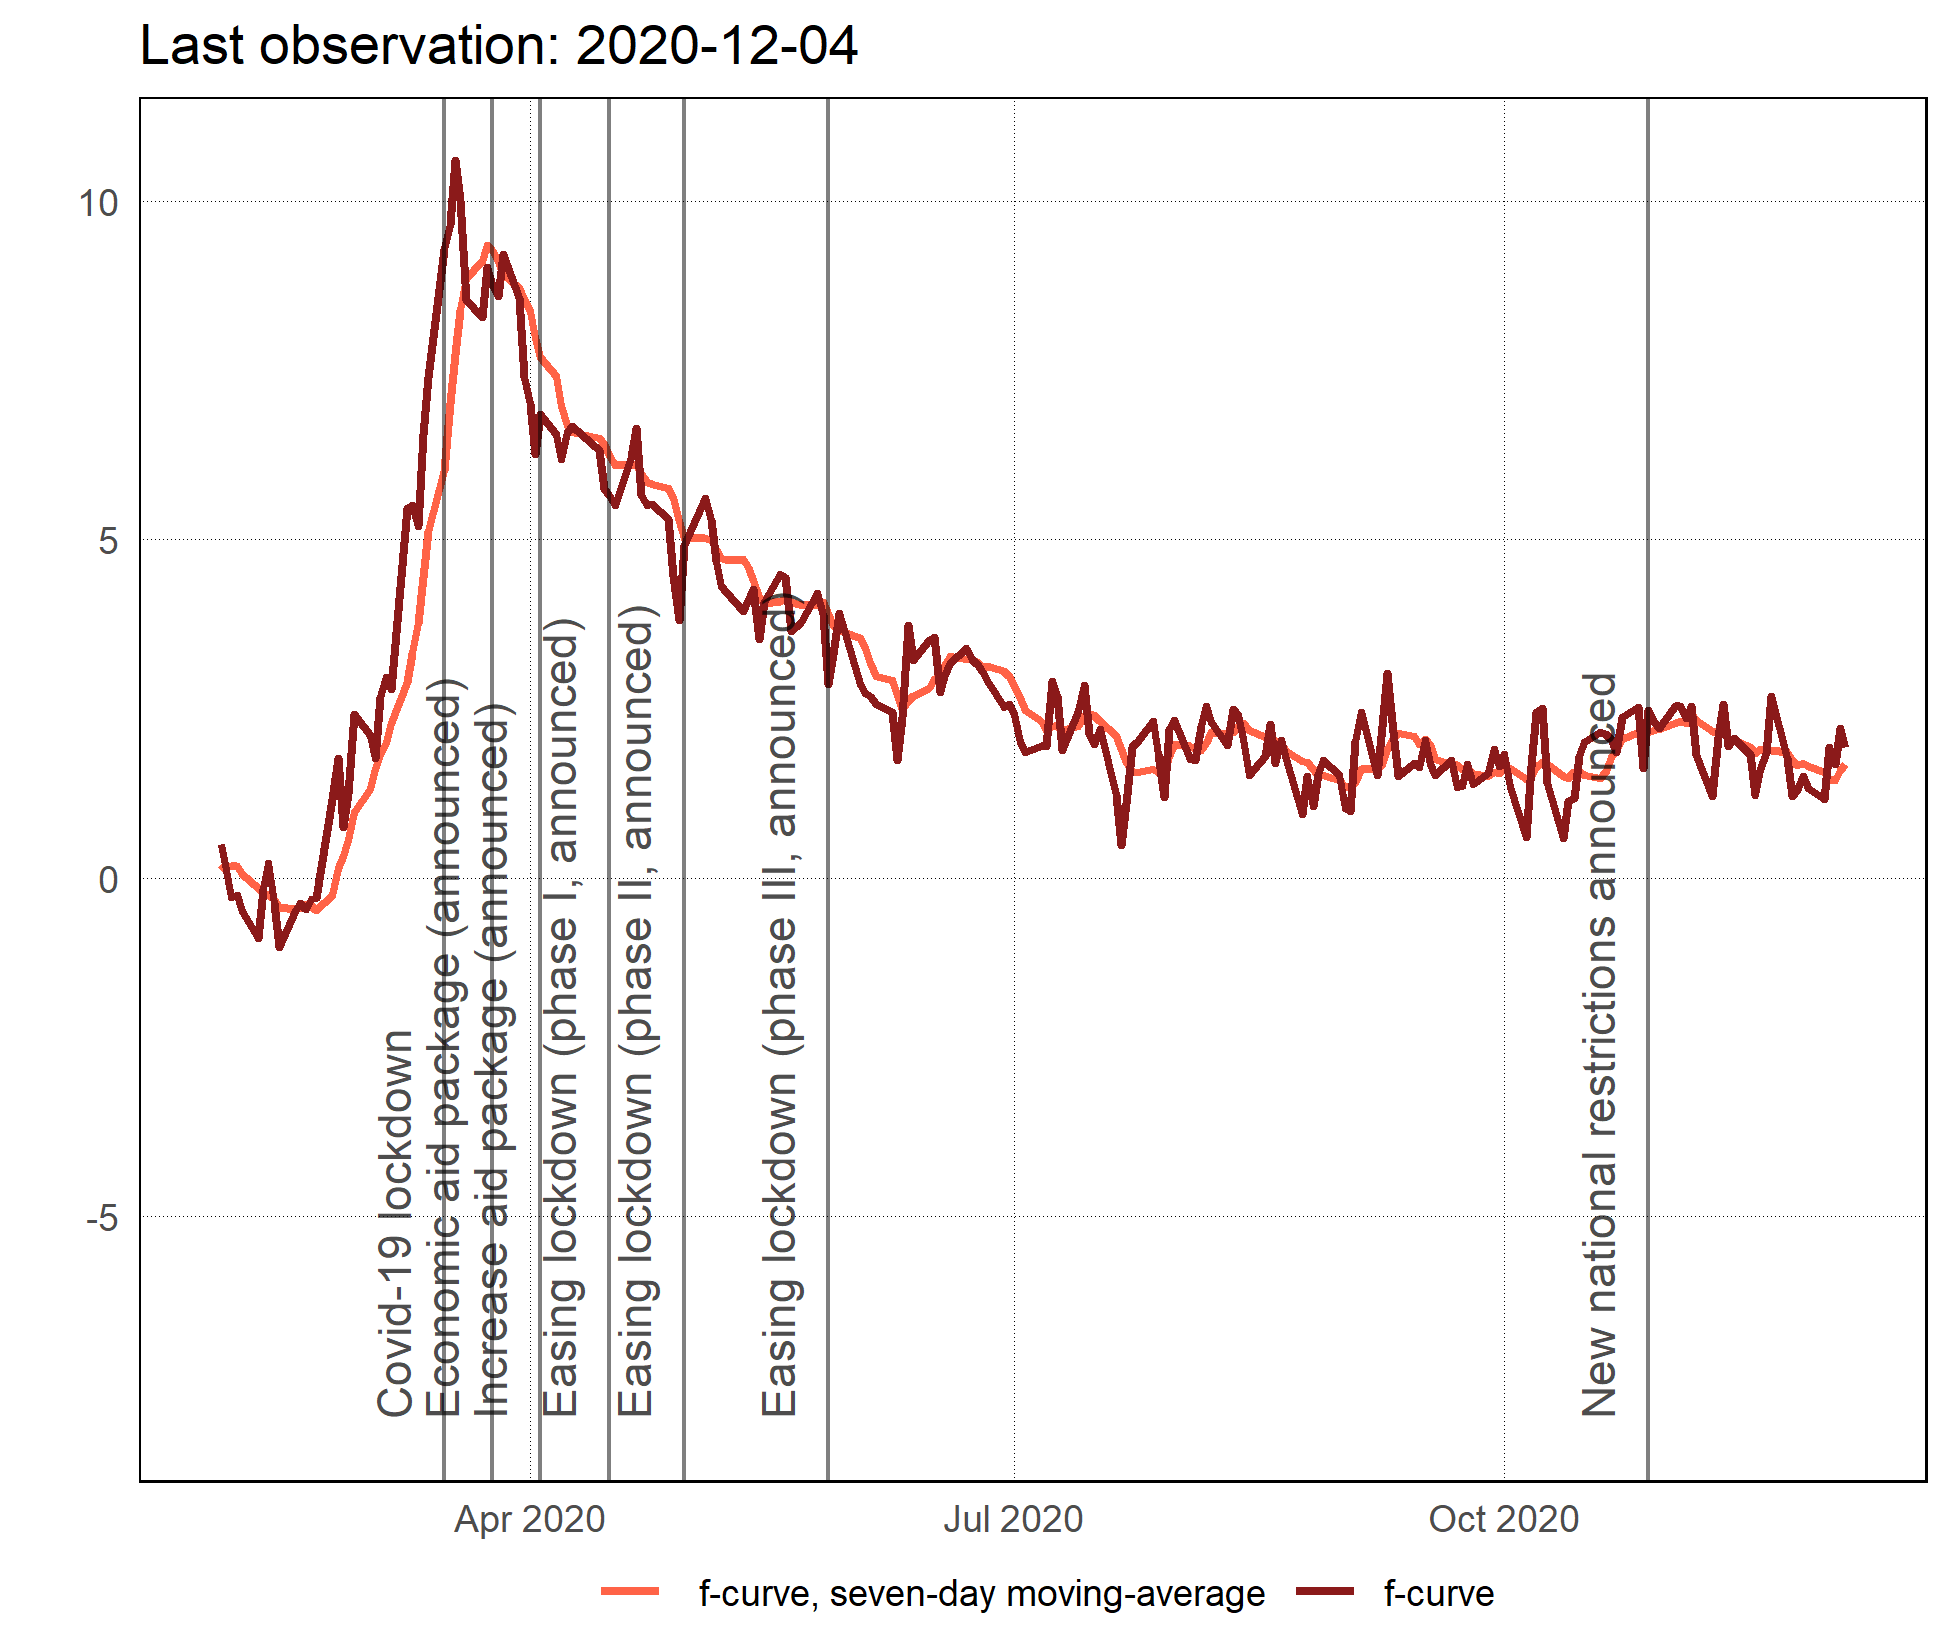 Last observation: 2020-12-04
10
5
0
-5
Covid-19 lockdown
Economic aid package (announced)
Increase aid package (announced)
Easing lockdown (phase I, announced)
Easing lockdown (phase II, announced)
Easing lockdown (phase III, announced)
New national restrictions announced
Apr 2020
Jul 2020
Oct 2020
f-curve, seven-day moving-average
f-curve